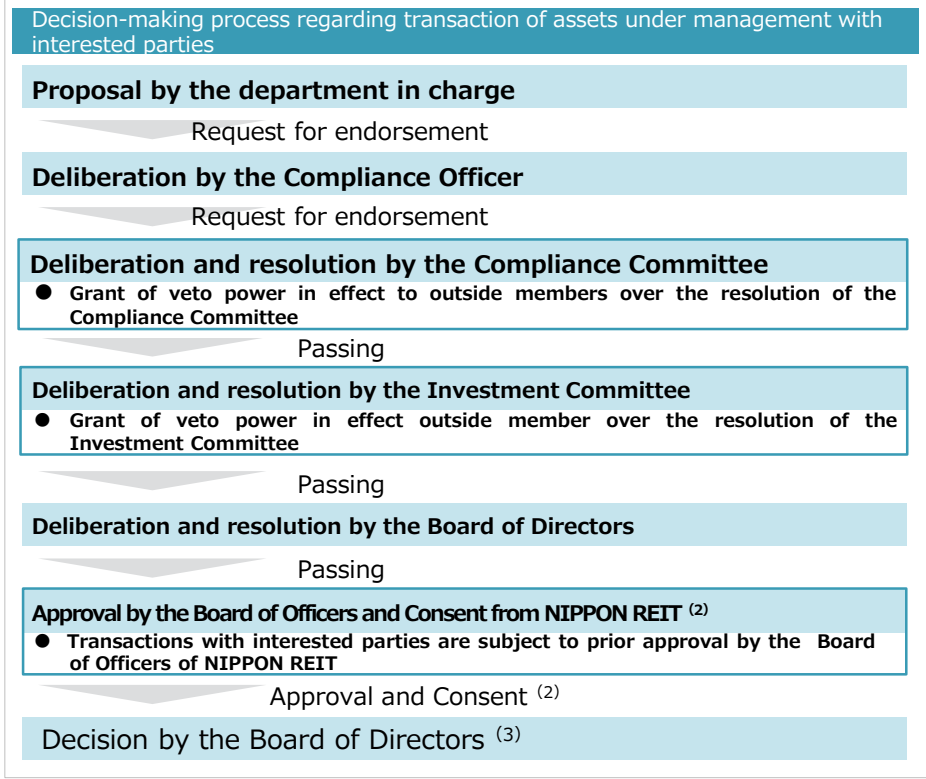 Decision-making process regarding transaction of assets under management with
interested parties
Proposal by the department in charge
Request for endorsement
Deliberation by the Compliance Officer
Request for endorsement
Deliberation and resolution by the Compliance Committee
● Grant of veto power in effect to outside members over the resolution of the
Compliance Committee
Passing
Deliberation and resolution by the Investment Committee
● Grant of veto power in effect outside member over the resolution of the
Investment Committee
Passing
Deliberation and resolution by the Board of Directors
Passing
Approval by the Board of Officers and Consent from NIPPON REIT (2)
● Transactions with interested parties are subject to prior approval by the Board
of Officers of NIPPON REIT
Approval and Consent (2)
Decision by the Board of Directors (3)